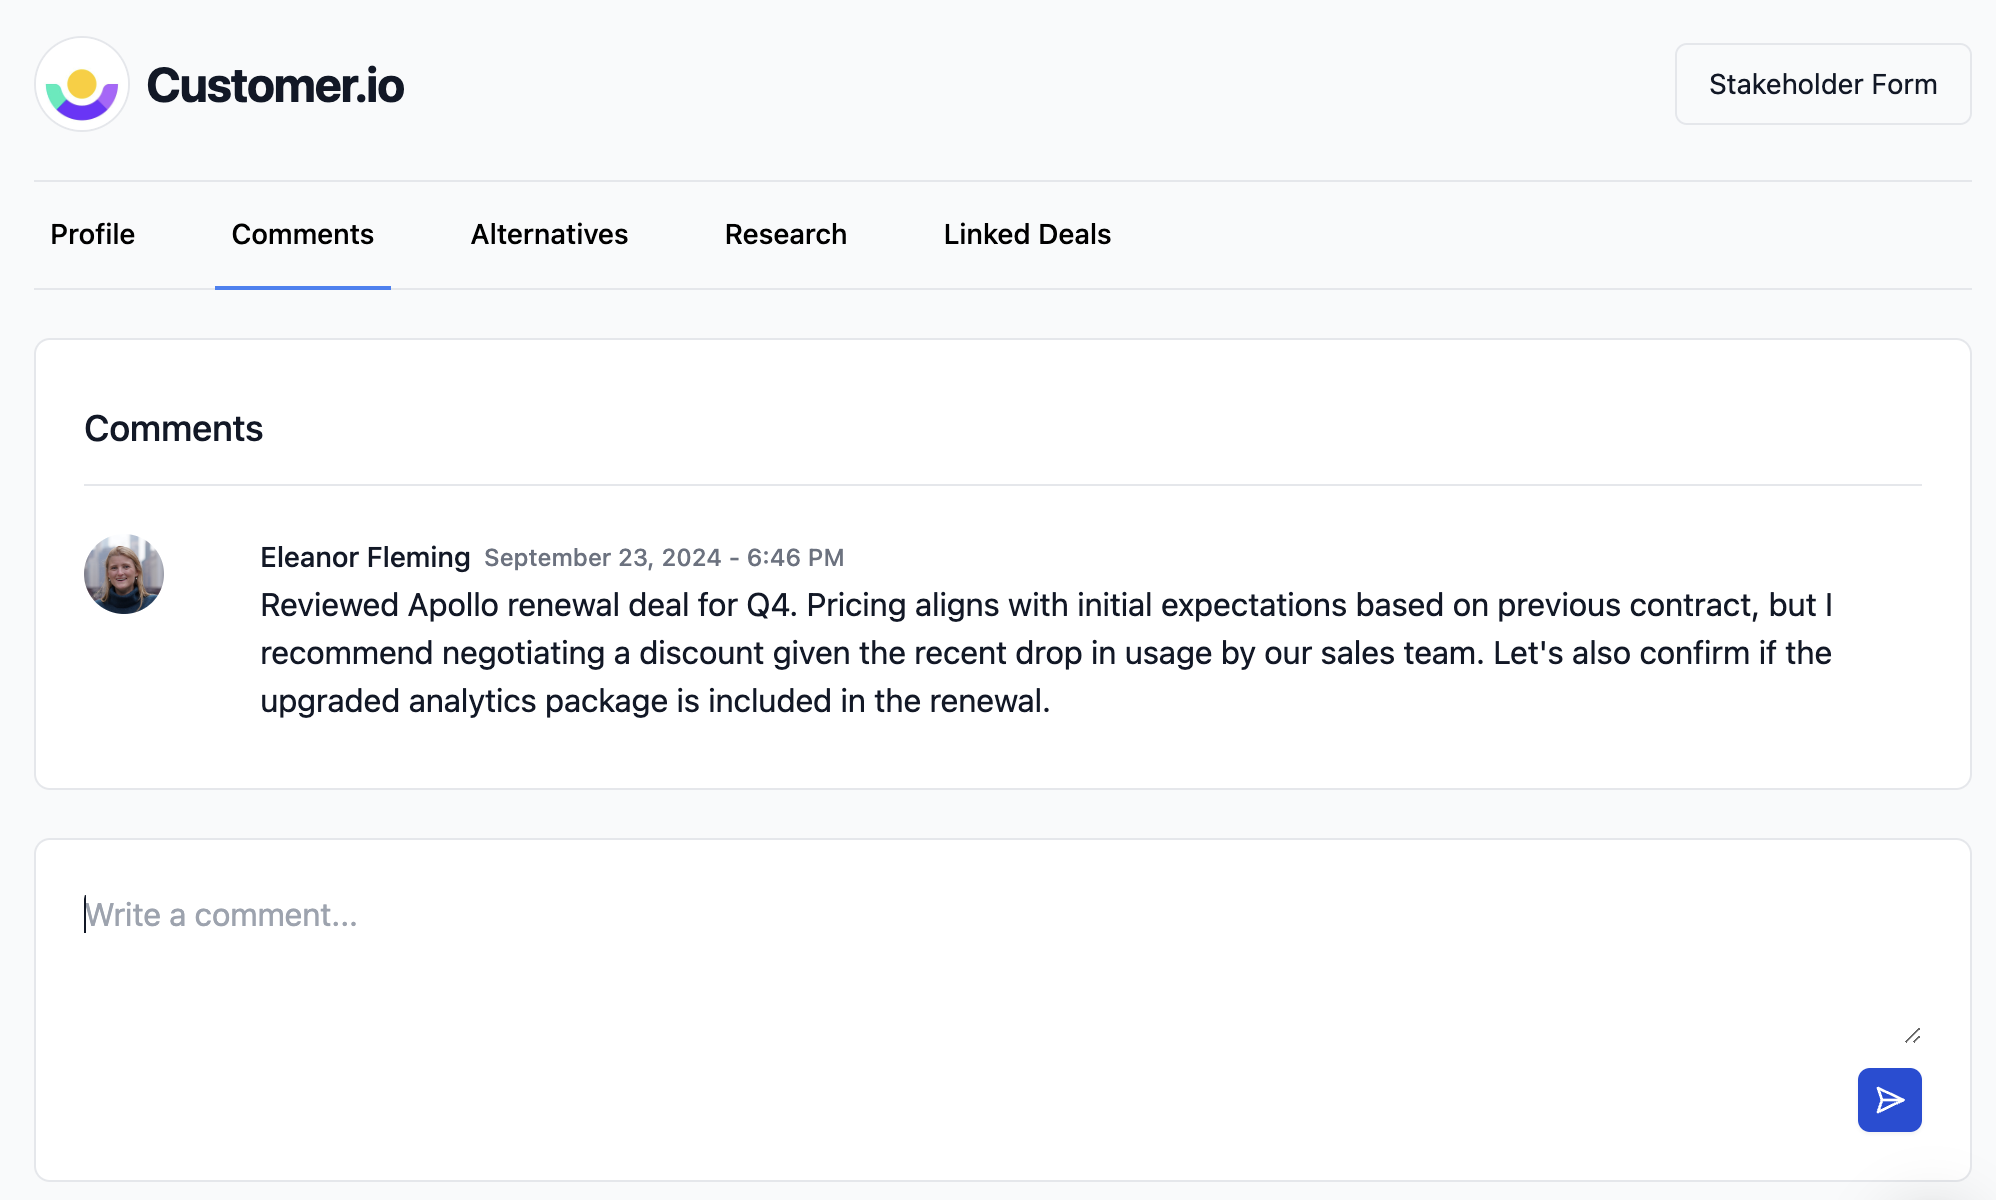 Customer.io
Stakeholder Form
Profile
Comments
Alternatives
Research
Linked Deals
Comments
Eleanor Fleming September 23, 2024 - 6:46 PM
Reviewed Apollo renewal deal for Q4. Pricing aligns with initial expectations based on previous contract, but I
recommend negotiating a discount given the recent drop in usage by our sales team. Let's also confirm if the
upgraded analytics package is included in the renewal.
Write a comment...